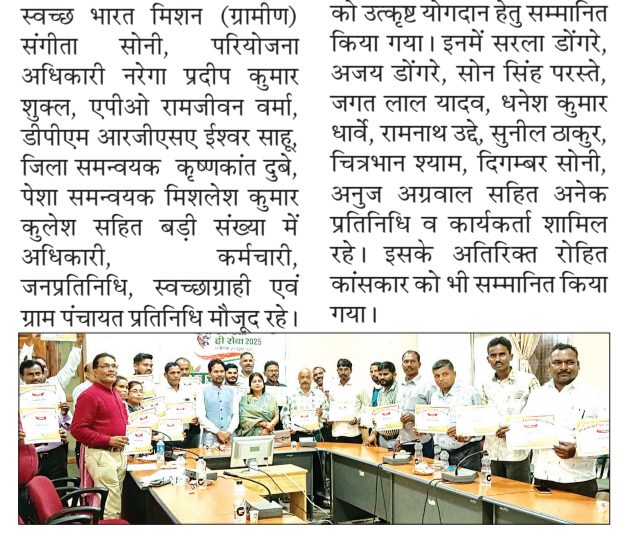 स्वच्छ भारत मिशन (ग्रामीण)
संगीता सोनी, परियोजना
अधिकारी नरेगा प्रदीप कुमार
शुक्ल, एपीओ रामजीवन वर्मा,
डीपीएम आरजीएसए ईश्वर साहू,
जिला समन्वयक कृष्णकांत दुबे,
पेशा समन्वयक मिशलेश कुमार
कुलेश सहित बड़ी संख्या में
अधिकारी, कर्मचारी,
जनप्रतिनिधि, स्वच्छाग्राही एवं
ग्राम पंचायत प्रतिनिधि मौजूद रहे।
को उत्कृष्ट योगदान हेतु सम्मानित
किया गया। इनमें सरला डोंगरे,
अजय डोंगरे, सोन सिंह परस्ते,
जगत लाल यादव, धनेश कुमार
धार्वे, रामनाथ उद्दे, सुनील ठाकुर,
चित्रभान श्याम, दिगम्बर सोनी,
अनुज अग्रवाल सहित अनेक
प्रतिनिधि व कार्यकर्ता शामिल
रहे। इसके अतिरिक्त रोहित
कांसकार को भी सम्मानित किया
गया।
ही सेवा 2025